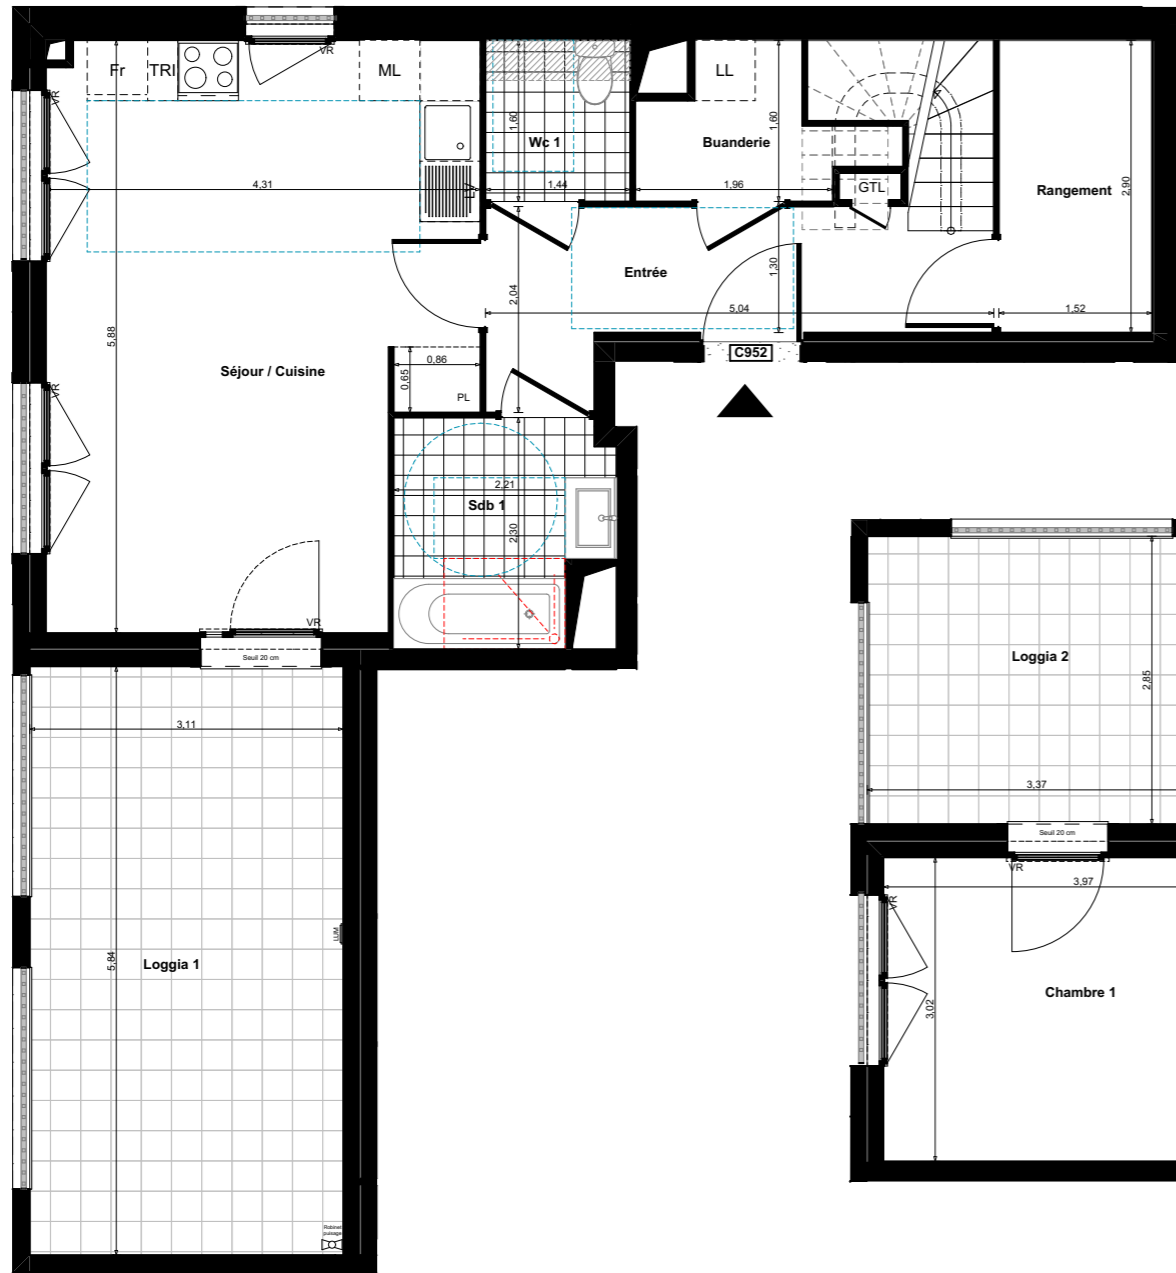 VR
Fr
TRI
ML
LL
VR
1,60
Wc 1
Buanderie
1,60
4,31
1,44
1,96
GTL
Rangement
2,90
Entrée
2,04
1,30
5,04
1,52
5,88
C952
Séjour / Cuisine
0,86
0,65
PL
VR
2,21
Sdb 1
2,30
VR
Seuil 20 cm
Loggia 2
2,85
3,11
3,37
Seuil 20 cm
VR
3,97
VR
LUM
Loggia 1
5,84
Chambre 1
3,02
Robinet
puisage